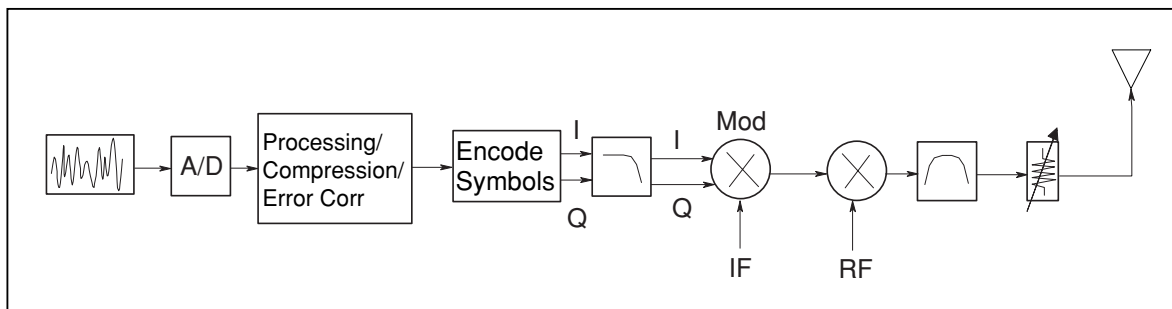 A/D
Processing/
Compression/
Error Corr
Encode
Symbols
I
Q
I
Q
Mod
IF
RF